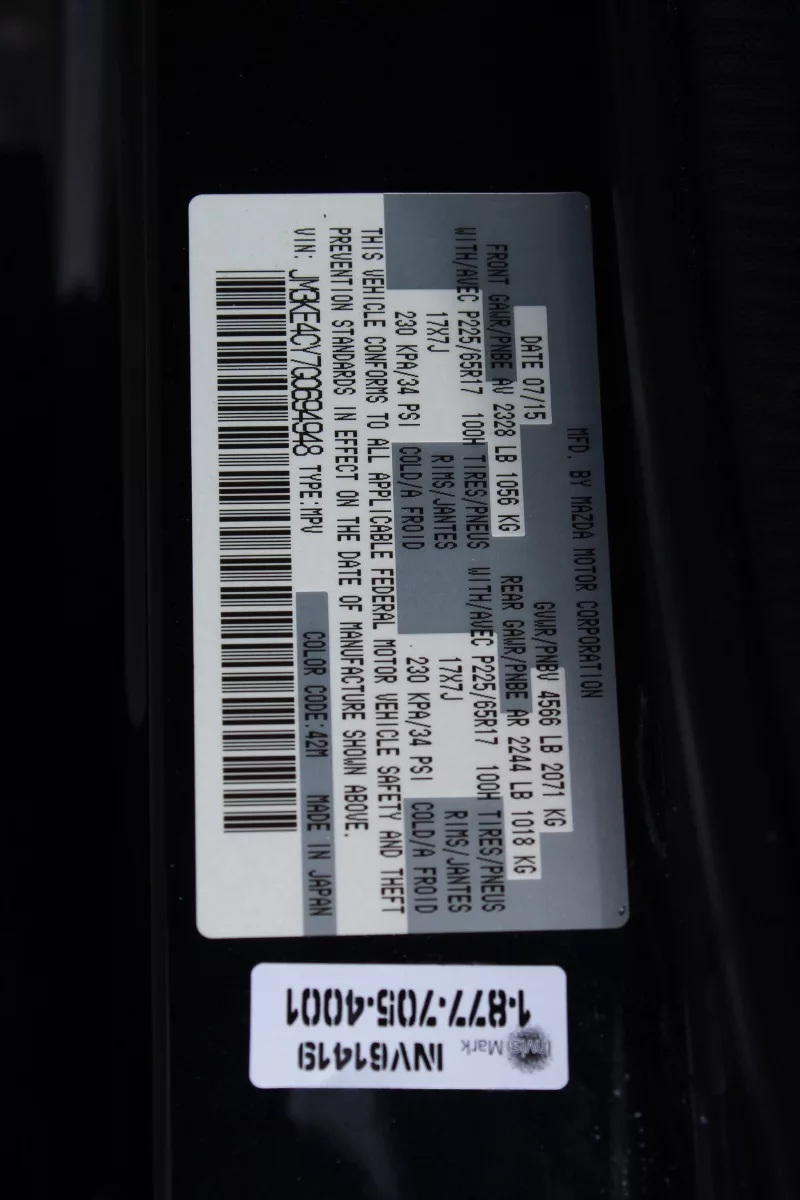 MFD. BY MAZDA MOTOR CORPORATION
DATE 07/15
GVWR/PNBV 4566 LB 2071 KG
FRONT GAWR/PNBE AV 2328 LB 1056 KG
REAR GAWR/PNBE AR 2244 LB 1018 KG
WITH/AVEC P225/65R17 100H TIRES/PNEUS
WITH/AVEC P225/65R17 100H TIRES/PNEUS
17X7J RIMS/JANTES
17X7J RIMS/JANTES
230 KPA/34 PSI COLD/A FROID
230 KPA/34 PSI COLD/A FROID
THIS VEHICLE CONFORMS TO ALL APPLICABLE FEDERAL MOTOR VEHICLE SAFETY AND THEFT
PREVENTION STANDARDS IN EFFECT ON THE DATE OF MANUFACTURE SHOWN ABOVE.
VIN: JM3KE4CY7G0694948 TYPE:MPV
COLOR CODE:42M MADE IN JAPAN
Mark
INV61419
1-877-705-4001